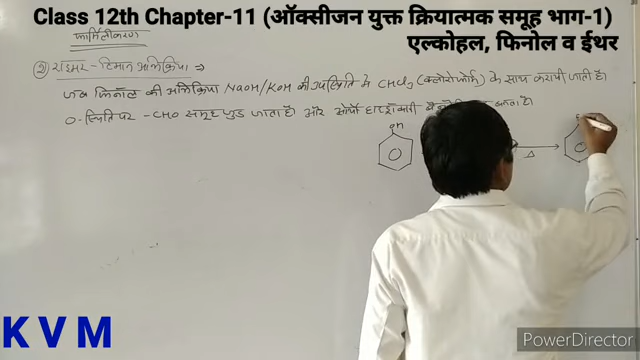 Class 12th Chapter-11 (ऑक्सीजन युक्त क्रियात्मक समूह भाग-1)
एल्कोहल, फिनोल व ईथर
फार्मिलीकरण
2) राइमर-टिमान अभिक्रिया ⇒
जब फिनॉल की अभिक्रिया NaOH/KOH की उपस्थिति में CHCl₃ (क्लोरोफॉर्म) के साथ करायी जाती है।
O-स्थिति पर -CHO समूह जुड़ जाता है और
OH
Δ
K V M
PowerDirector